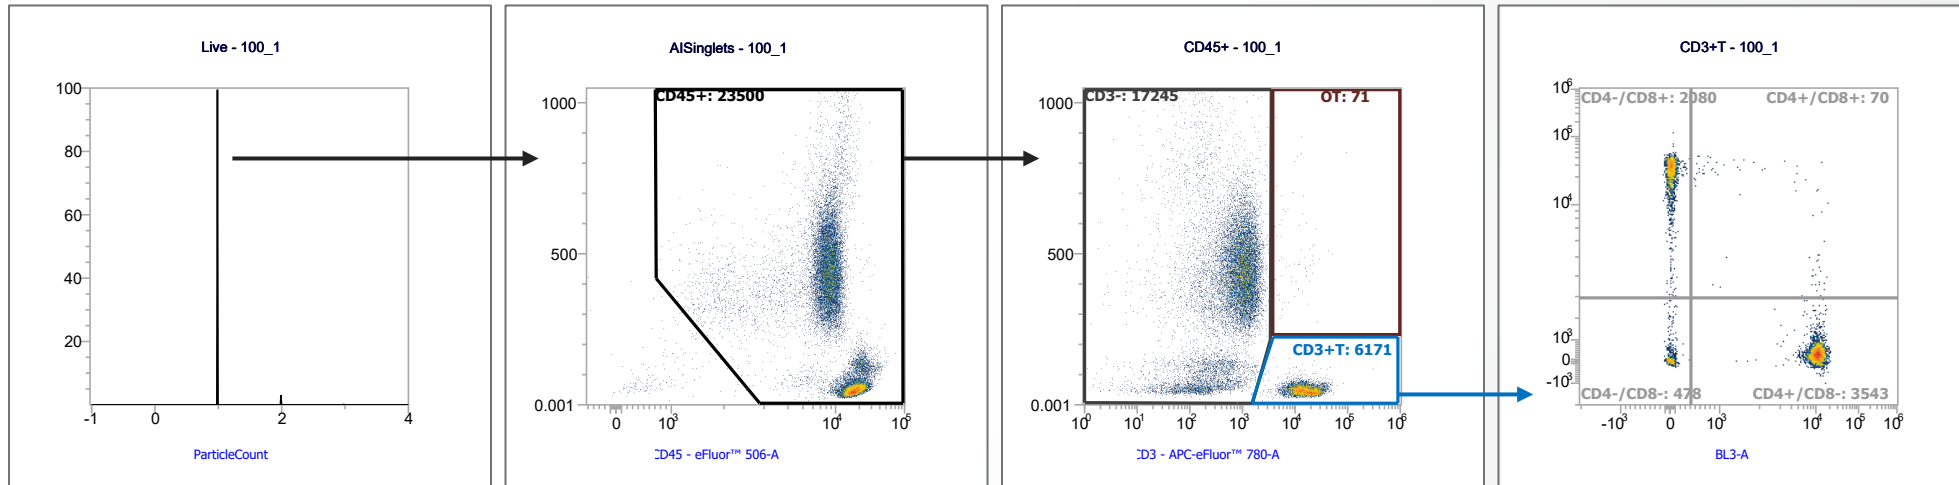 Live - 100_1
100
80
60
40
20
-1 0 1 2 3 4
ParticleCount
AISinglets - 100_1
CD45+: 23500
1000
500
0.001
0 10³ 10⁴ 10⁵
CD45 - eFluor™ 506-A
CD45+ - 100_1
CD3-: 17245
OT: 71
CD3+T: 6171
1000
500
0.001
10⁰ 10¹ 10² 10³ 10⁴ 10⁵ 10⁶
CD3 - APC-eFluor™ 780-A
CD3+T - 100_1
CD4-/CD8+: 2080
CD4+/CD8+: 70
CD4-/CD8-: 478
CD4+/CD8-: 3543
10⁶
10⁵
10⁴
10³
0
-10³
-10³ 0 10³ 10⁴ 10⁵ 10⁶
BL3-A